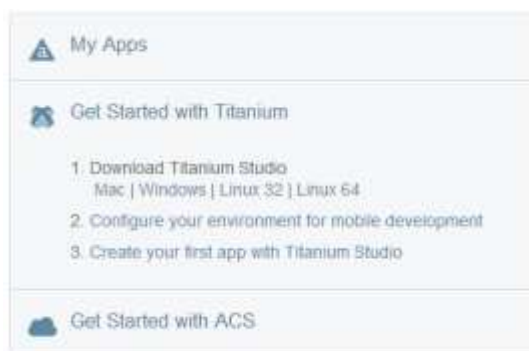 My Apps
Get Started with Titanium
1. Download Titanium Studio
Mac | Windows | Linux 32 | Linux 64
2. Configure your environment for mobile development
3. Create your first app with Titanium Studio
Get Started with ACS